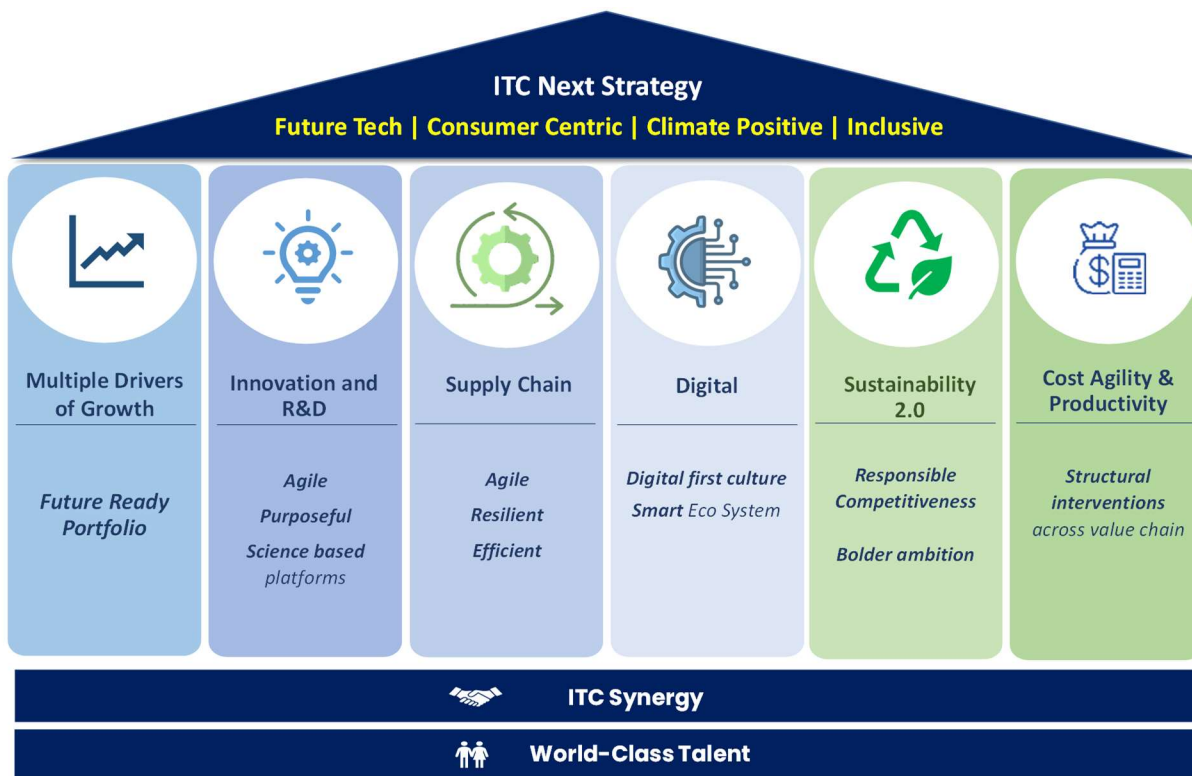 ITC Next Strategy
Future Tech | Consumer Centric | Climate Positive | Inclusive
Multiple Drivers
of Growth
Future Ready
Portfolio
Innovation and
R&D
Agile
Purposeful
Science based
platforms
Supply Chain
Agile
Resilient
Efficient
Digital
Digital first culture
Smart Eco System
Sustainability
2.0
Responsible
Competitiveness
Bolder ambition
Cost Agility &
Productivity
Structural
interventions
across value chain
ITC Synergy
World-Class Talent